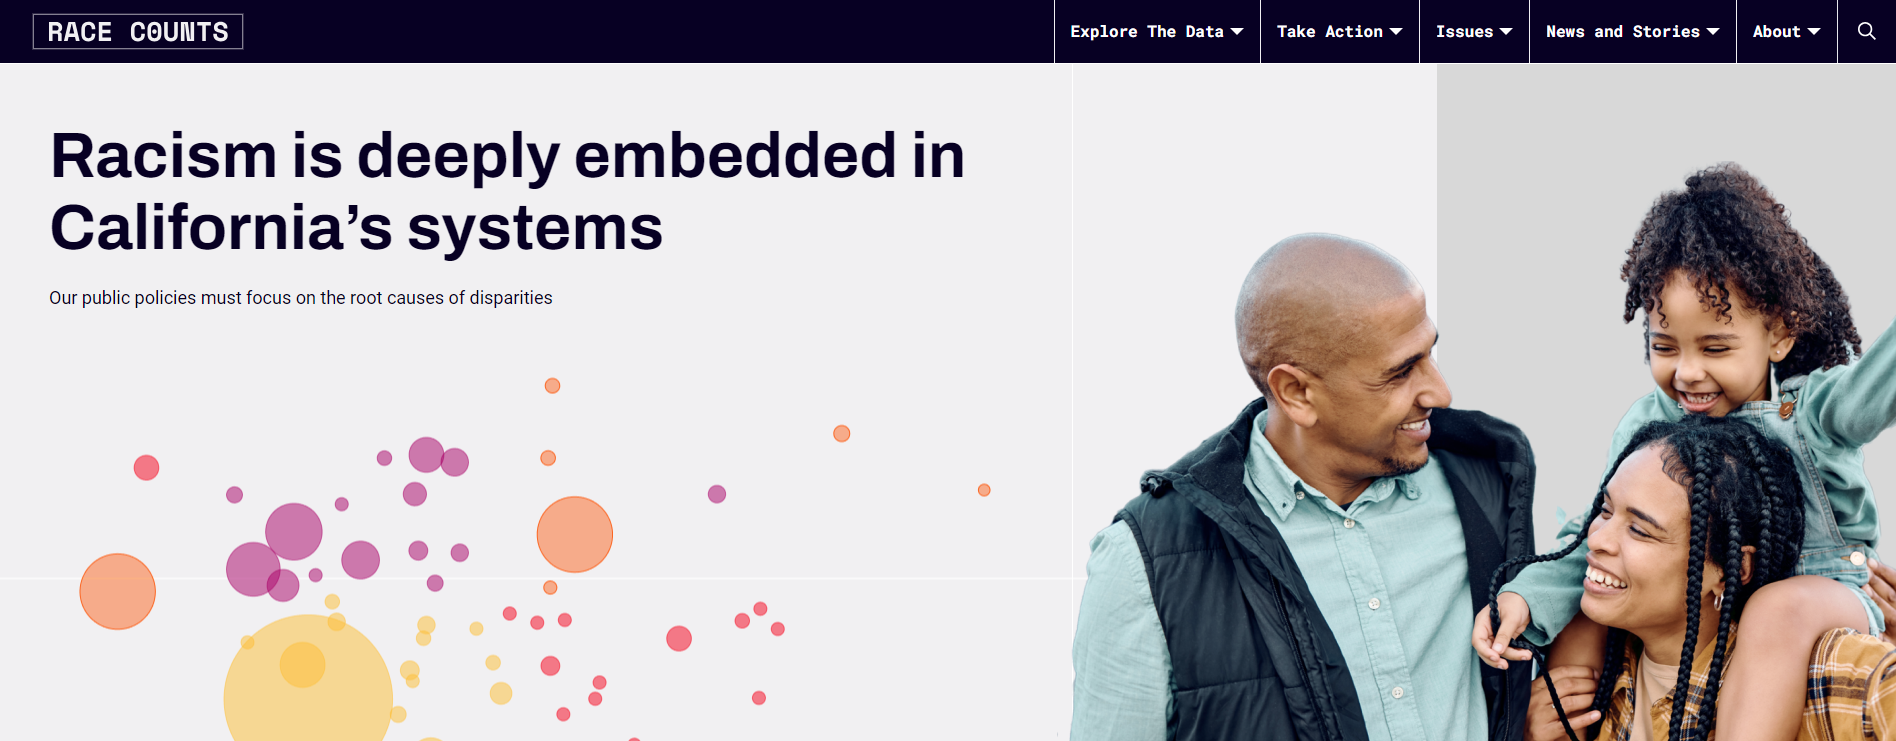 RACE COUNTS
Explore The Data
Take Action
Issues
News and Stories
About
Racism is deeply embedded in
California’s systems
Our public policies must focus on the root causes of disparities